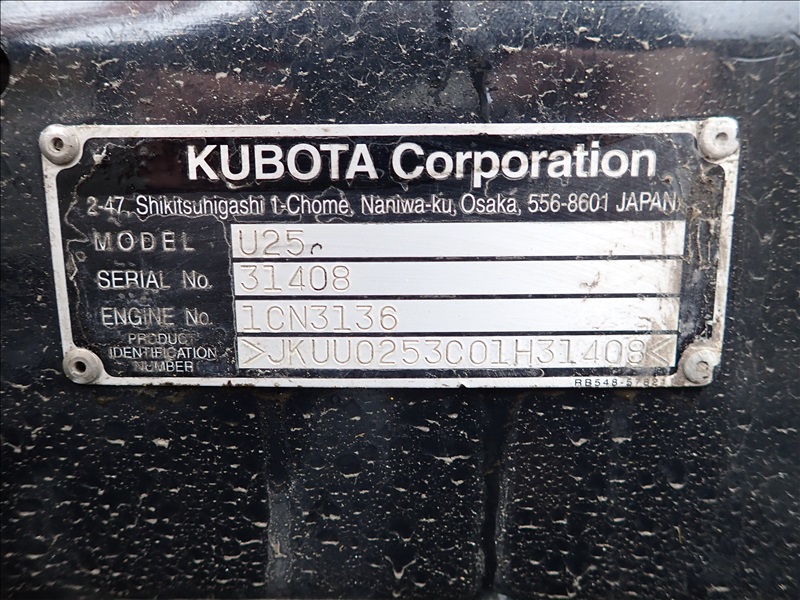 KUBOTA Corporation
2-47, Shikitsuhigashi 1-Chome, Naniwa-ku, Osaka, 556-8601 JAPAN
MODEL U25
SERIAL No. 31408
ENGINE No. 1CN3136
PRODUCT IDENTIFICATION NUMBER >JKUU0253C01H31408<